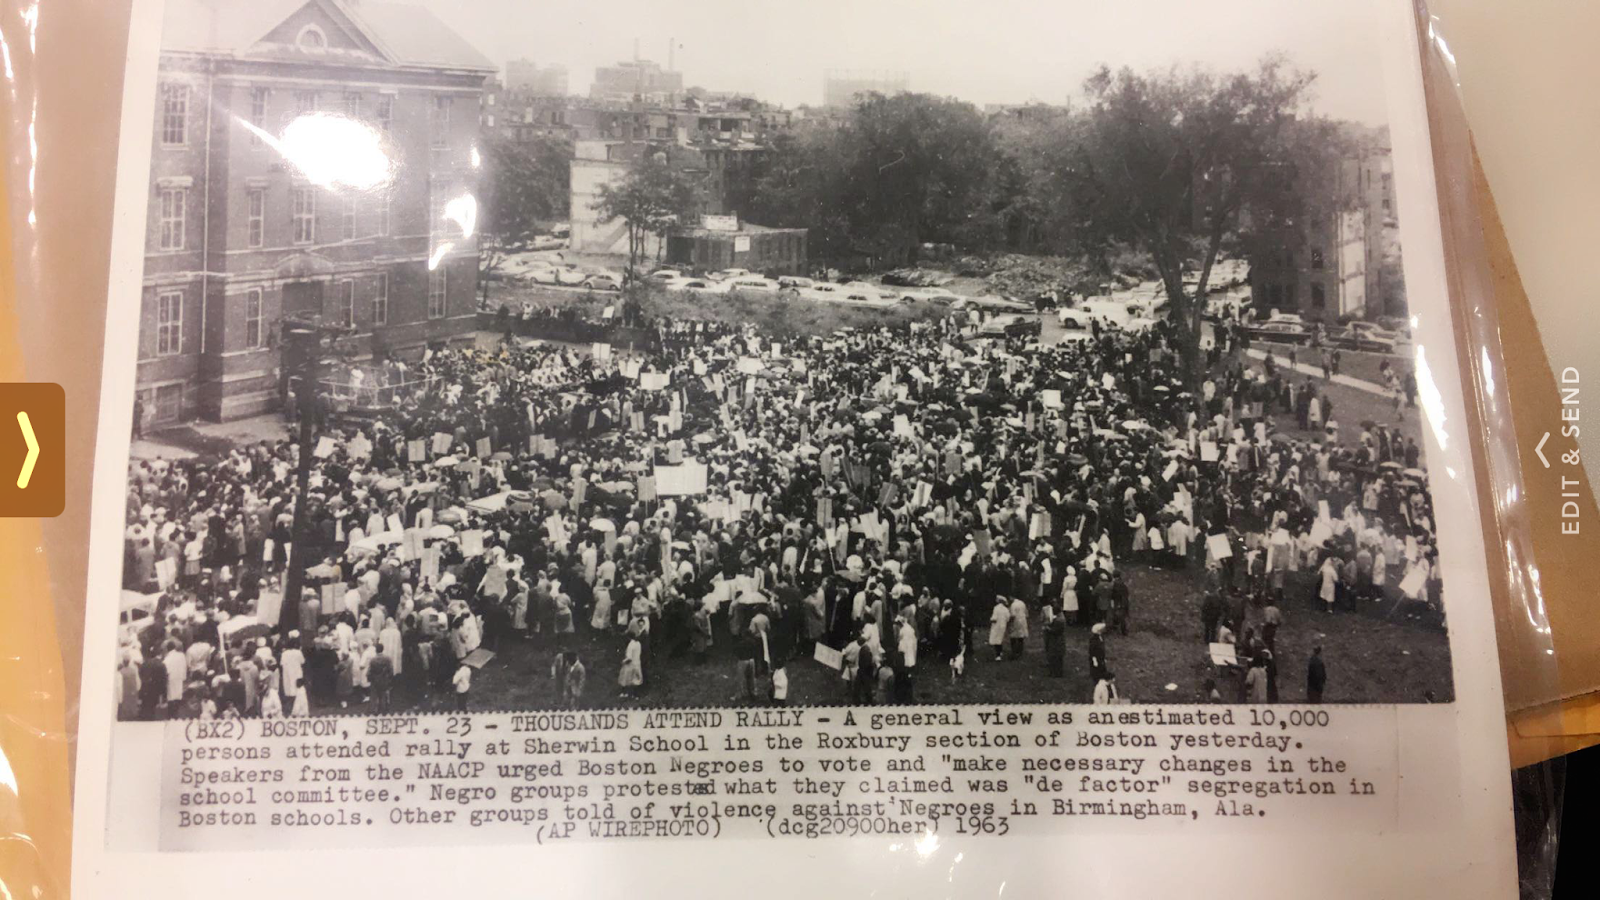 (BX2) BOSTON, SEPT. 23 - THOUSANDS ATTEND RALLY - A general view as anestimated 10,000
persons attended rally at Sherwin School in the Roxbury section of Boston yesterday.
Speakers from the NAACP urged Boston Negroes to vote and "make necessary changes in the
school committee." Negro groups protested what they claimed was "de factor" segregation in
Boston schools. Other groups told of violence against Negroes in Birmingham, Ala.
(AP WIREPHOTO) (dcg20900her) 1963
EDIT & SEND